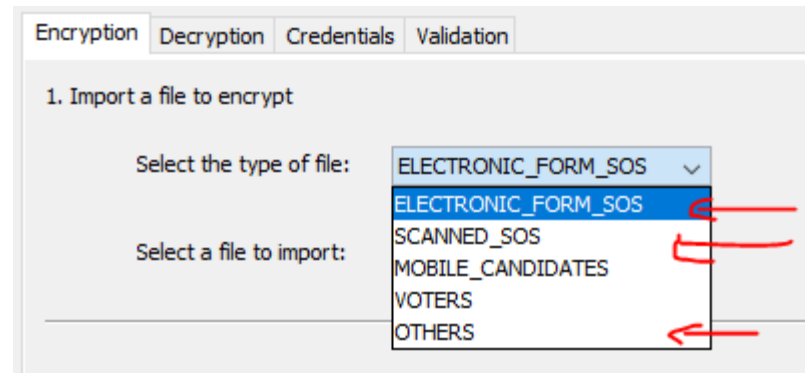 Encryption Decryption Credentials Validation
1. Import a file to encrypt
Select the type of file: ELECTRONIC_FORM_SOS
ELECTRONIC_FORM_SOS
SCANNED_SOS
Select a file to import:
MOBILE_CANDIDATES
VOTERS
OTHERS